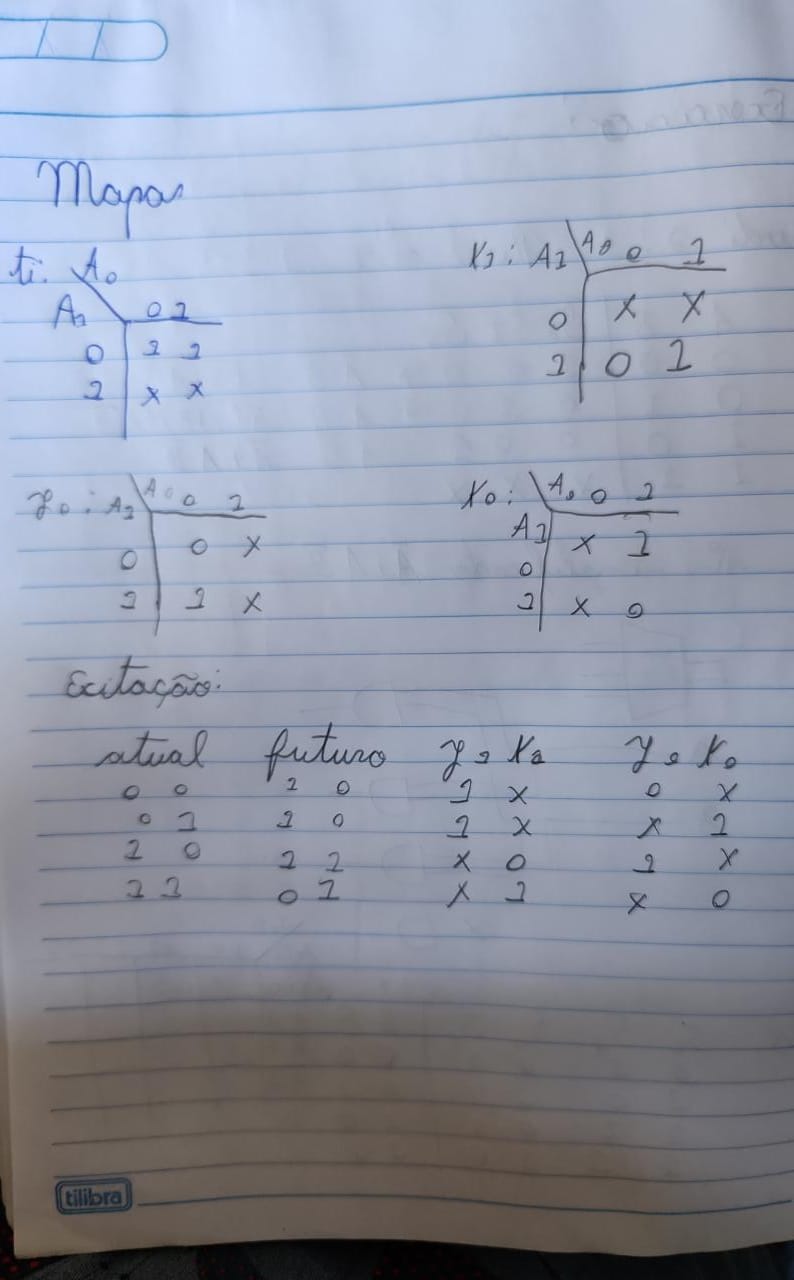 Mapas
J1: A0
A1 0 1
0 1 1
1 x x
K1: A1 A0 0 1
0 X X
1 0 1
J0: A1 A0 0 1
0 0 X
1 1 X
K0: A0 0 1
A1 x 1
0
1 x 0
Exitação:
atual futuro J1 K1 J0 K0
0 0 1 0 1 X 0 X
0 1 1 0 1 X X 1
1 0 1 1 X 0 1 X
1 1 0 1 X 1 X 0
tilibra